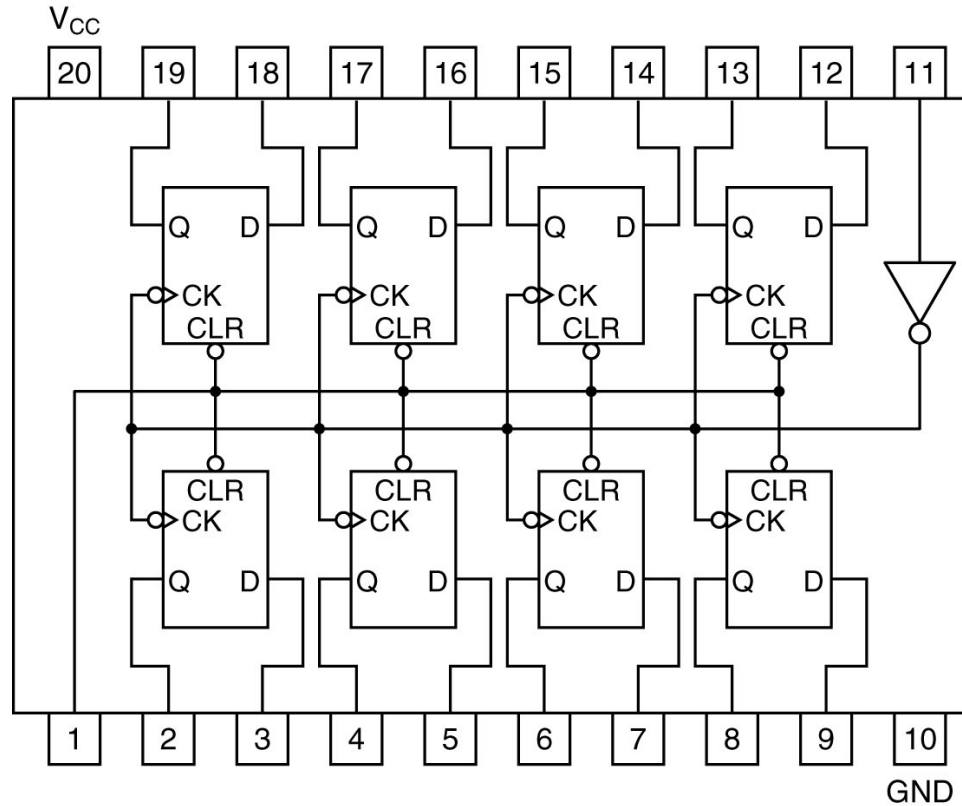 VCC
20 19 18 17 16 15 14 13 12 11
Q D Q D Q D Q D
CK CK CK CK
CLR CLR CLR CLR
CLR CLR CLR CLR
CK CK CK CK
Q D Q D Q D Q D
1 2 3 4 5 6 7 8 9 10
GND